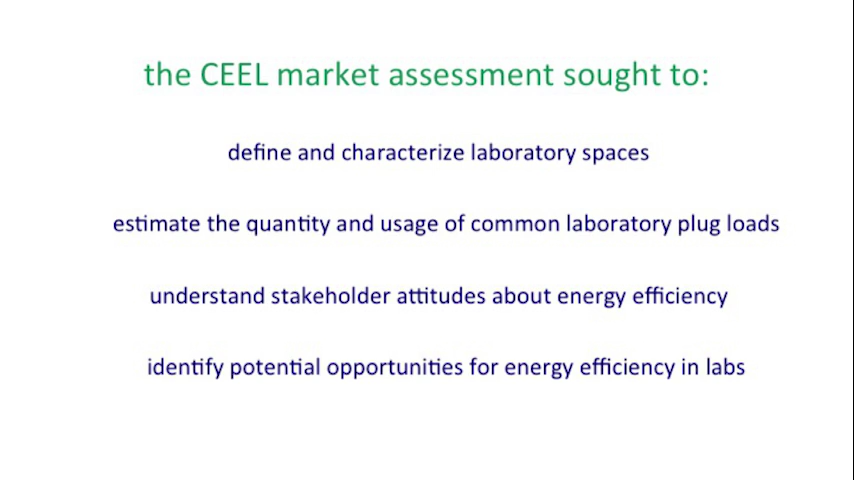 the CEEL market assessment sought to:
define and characterize laboratory spaces
estimate the quantity and usage of common laboratory plug loads
understand stakeholder attitudes about energy efficiency
identify potential opportunities for energy efficiency in labs